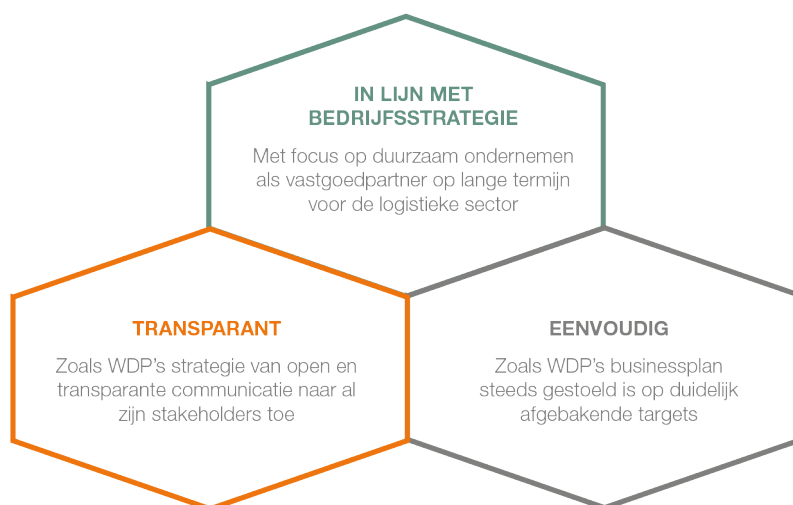 IN LIJN MET
BEDRIJFSSTRATEGIE
Met focus op duurzaam ondernemen
als vastgoedpartner op lange termijn
voor de logistieke sector
TRANSPARANT
Zoals WDP's strategie van open en
transparante communicatie naar al
zijn stakeholders toe
EENVOUDIG
Zoals WDP's businessplan
steeds gestoeld is op duidelijk
afgebakende targets